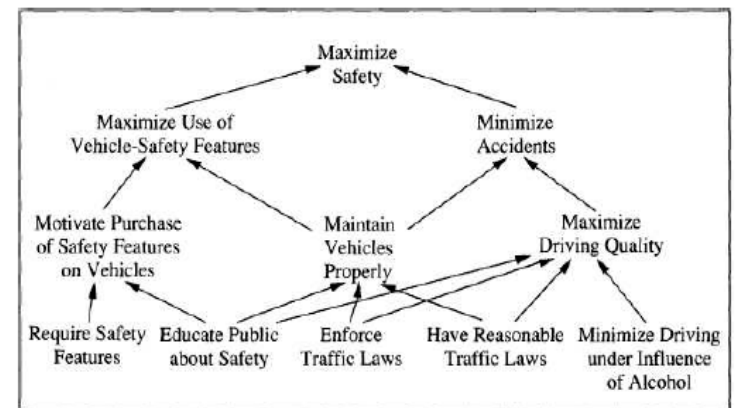 Maximize
Safety
Maximize Use of
Vehicle-Safety Features
Minimize
Accidents
Motivate Purchase
of Safety Features
on Vehicles
Maintain
Vehicles
Properly
Maximize
Driving Quality
Require Safety
Features
Educate Public
about Safety
Enforce
Traffic Laws
Have Reasonable
Traffic Laws
Minimize Driving
under Influence
of Alcohol